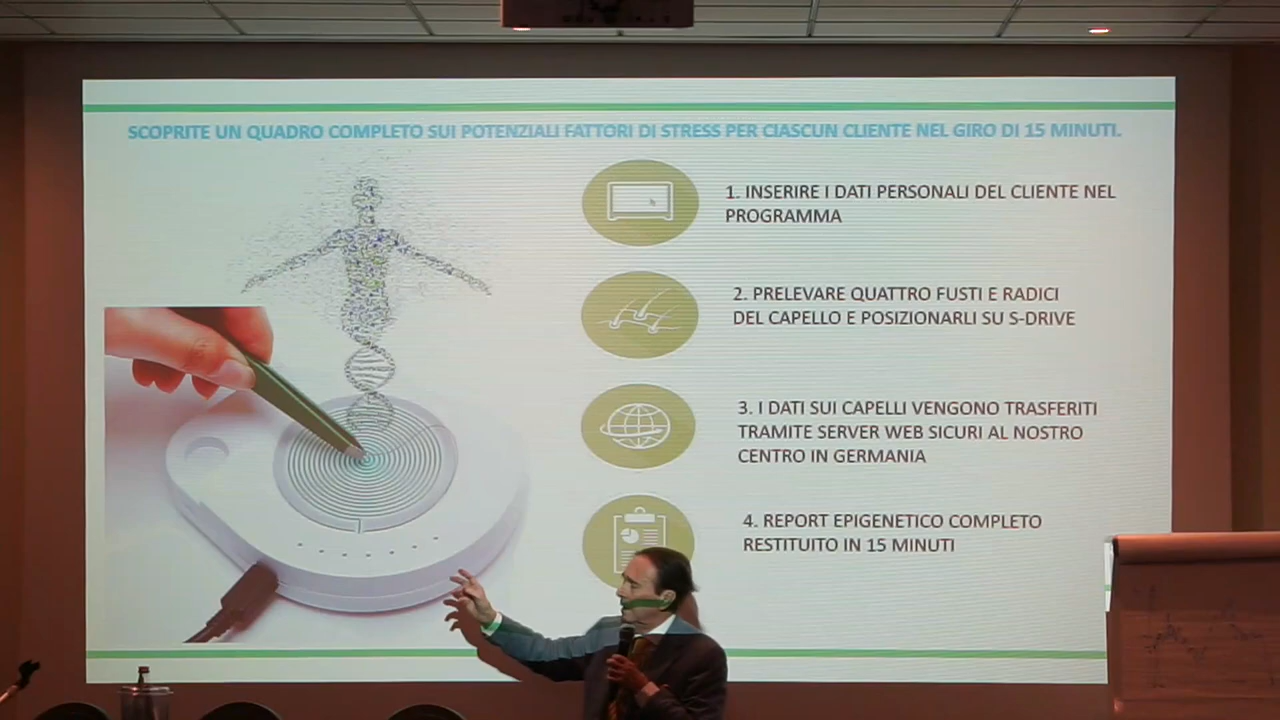 SCOPRITE UN QUADRO COMPLETO SUI POTENZIALI FATTORI DI STRESS PER CIASCUN CLIENTE NEL GIRO DI 15 MINUTI.
1. INSERIRE I DATI PERSONALI DEL CLIENTE NEL
PROGRAMMA
2. PRELEVARE QUATTRO FUSTI E RADICI
DEL CAPELLO E POSIZIONARLI SU S-DRIVE
3. I DATI SUI CAPELLI VENGONO TRASFERITI
TRAMITE SERVER WEB SICURI AL NOSTRO
CENTRO IN GERMANIA
4. REPORT EPIGENETICO COMPLETO
RESTITUITO IN 15 MINUTI